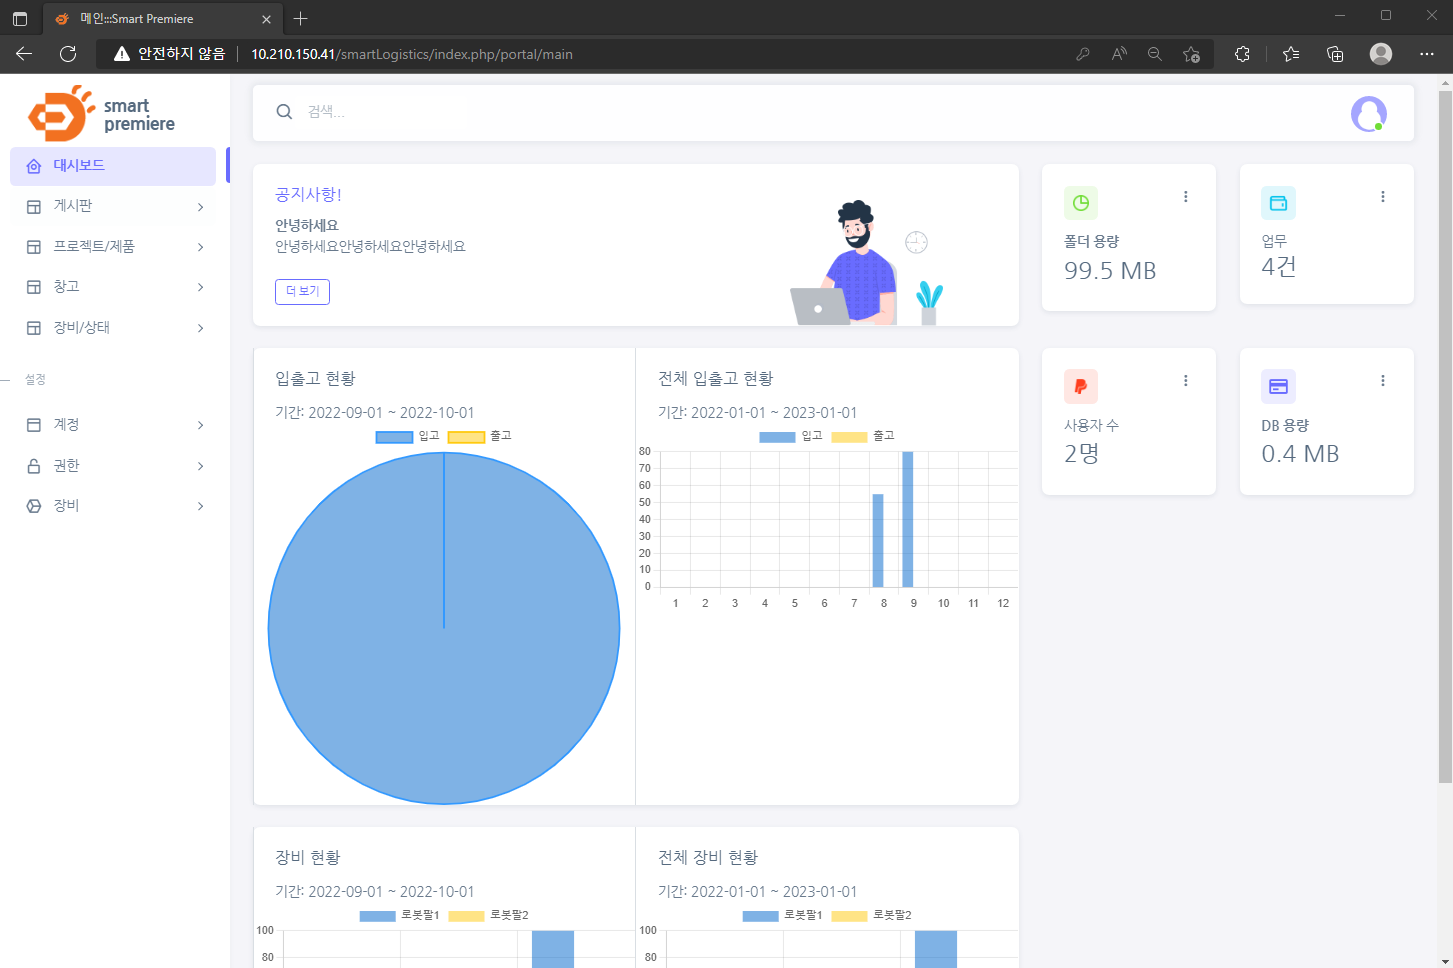 메인:::Smart Premiere
안전하지 않음
10.210.150.41/smartLogistics/index.php/portal/main
smart
premiere
대시보드
게시판
프로젝트/제품
창고
장비/상태
설정
계정
권한
장비
검색...
공지사항!
안녕하세요
안녕하세요안녕하세요안녕하세요
더 보기
폴더 용량
99.5 MB
업무
4건
입출고 현황
기간: 2022-09-01 ~ 2022-10-01
입고 출고
전체 입출고 현황
기간: 2022-01-01 ~ 2023-01-01
입고 출고
80
70
60
50
40
30
20
10
0
1 2 3 4 5 6 7 8 9 10 11 12
사용자 수
2명
DB 용량
0.4 MB
장비 현황
기간: 2022-09-01 ~ 2022-10-01
로봇팔1 로봇팔2
100
80
전체 장비 현황
기간: 2022-01-01 ~ 2023-01-01
로봇팔1 로봇팔2
100
80